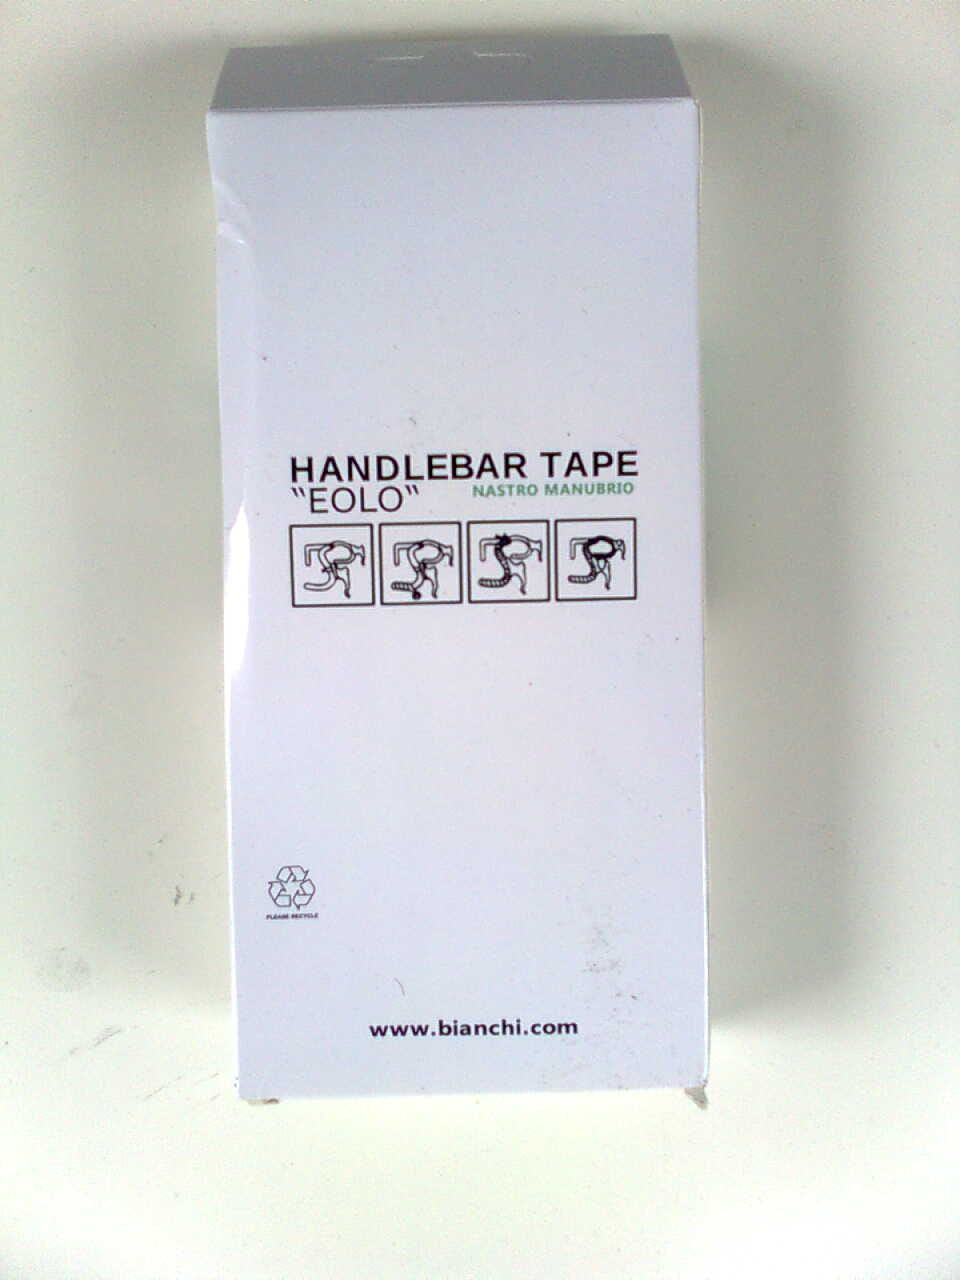 HANDLEBAR TAPE
"EOLO" NASTRO MANUBRIO
PLEASE RECYCLE
www.bianchi.com